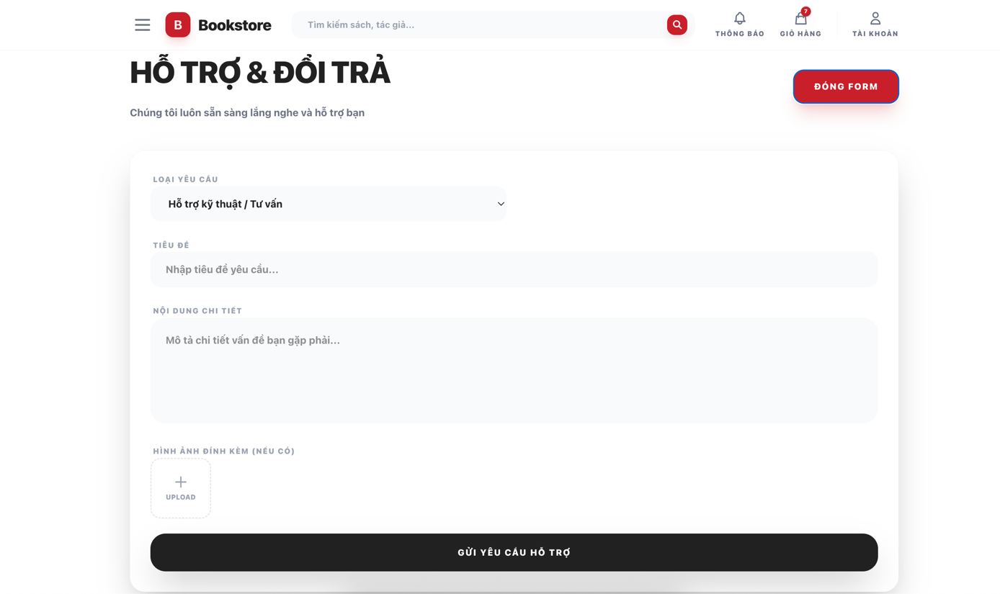 B
Bookstore
Tìm kiếm sách, tác giả...
THÔNG BÁO
7
GIỎ HÀNG
TÀI KHOẢN
HỖ TRỢ & ĐỔI TRẢ
Chúng tôi luôn sẵn sàng lắng nghe và hỗ trợ bạn
ĐÓNG FORM
LOẠI YÊU CẦU
Hỗ trợ kỹ thuật / Tư vấn
TIÊU ĐỀ
Nhập tiêu đề yêu cầu...
NỘI DUNG CHI TIẾT
Mô tả chi tiết vấn đề bạn gặp phải...
HÌNH ẢNH ĐÍNH KÈM (NẾU CÓ)
UPLOAD
GỬI YÊU CẦU HỖ TRỢ